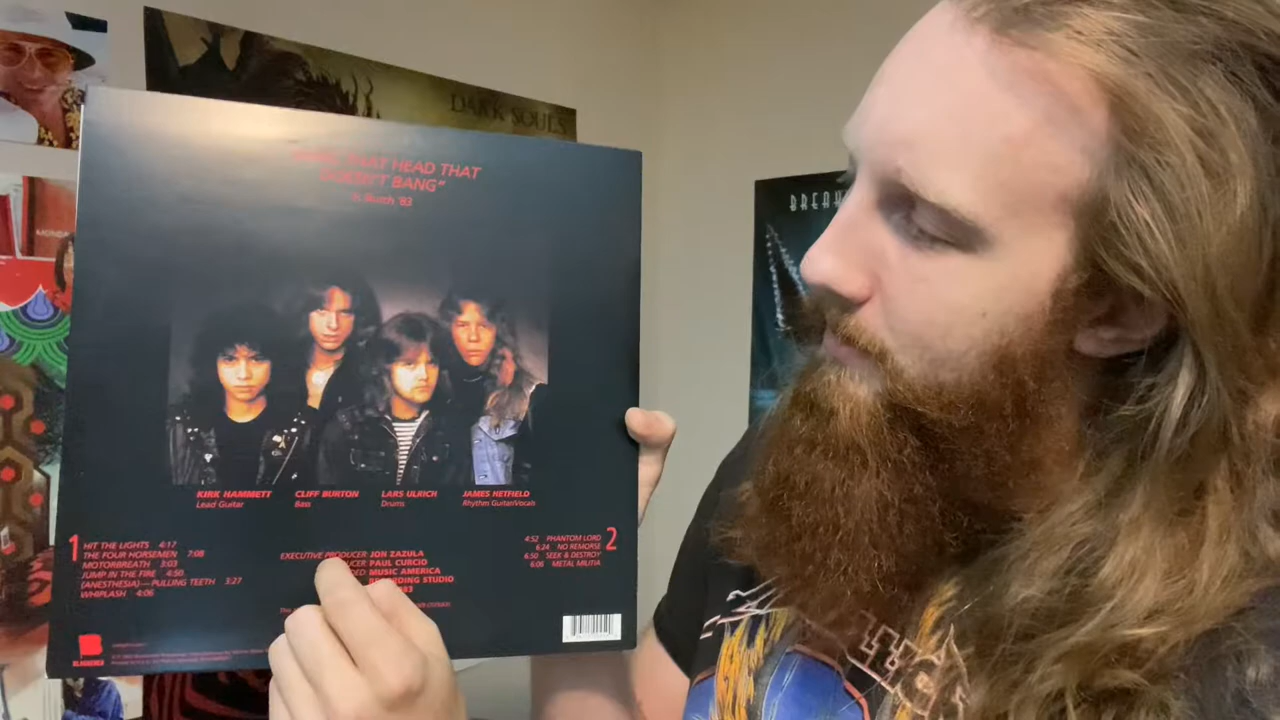 DARK SOULS
THAT HEAD THAT
BANG"
'83
KIRK HAMMETT
Lead Guitar
CLIFF BURTON
Bass
LARS ULRICH
Drums
JAMES HETFIELD
Rhythm Guitar/Vocals
1
HIT THE LIGHTS 4:17
THE FOUR HORSEMEN 7:08
MOTORBREATH 3:03
JUMP IN THE FIRE 4:50
(ANESTHESIA)—PULLING TEETH 3:27
WHIPLASH 4:06
EXECUTIVE PRODUCER: JON ZAZULA
PAUL CURCIO
MUSIC AMERICA
RECORDING STUDIO
2
4:52 PHANTOM LORD
6:24 NO REMORSE
6:50 SEEK & DESTROY
6:06 METAL MILITIA
BLACKENED